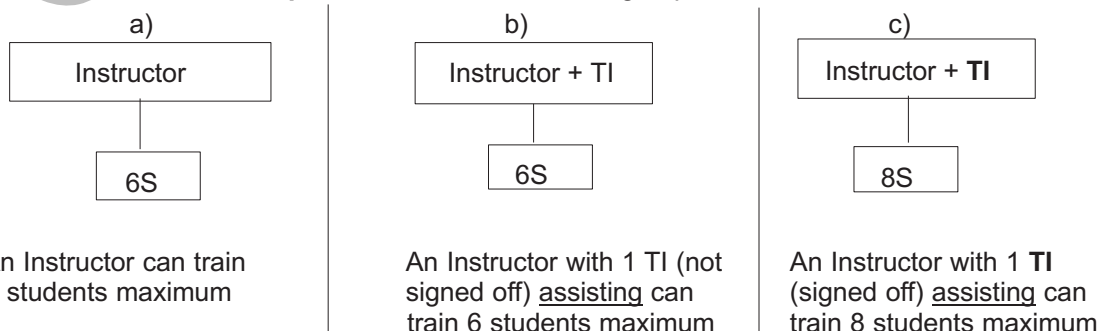 a)
Instructor
6S
n Instructor can train
students maximum
b)
Instructor + TI
6S
An Instructor with 1 TI (not
signed off) assisting can
train 6 students maximum
c)
Instructor + TI
8S
An Instructor with 1 TI
(signed off) assisting can
train 8 students maximum